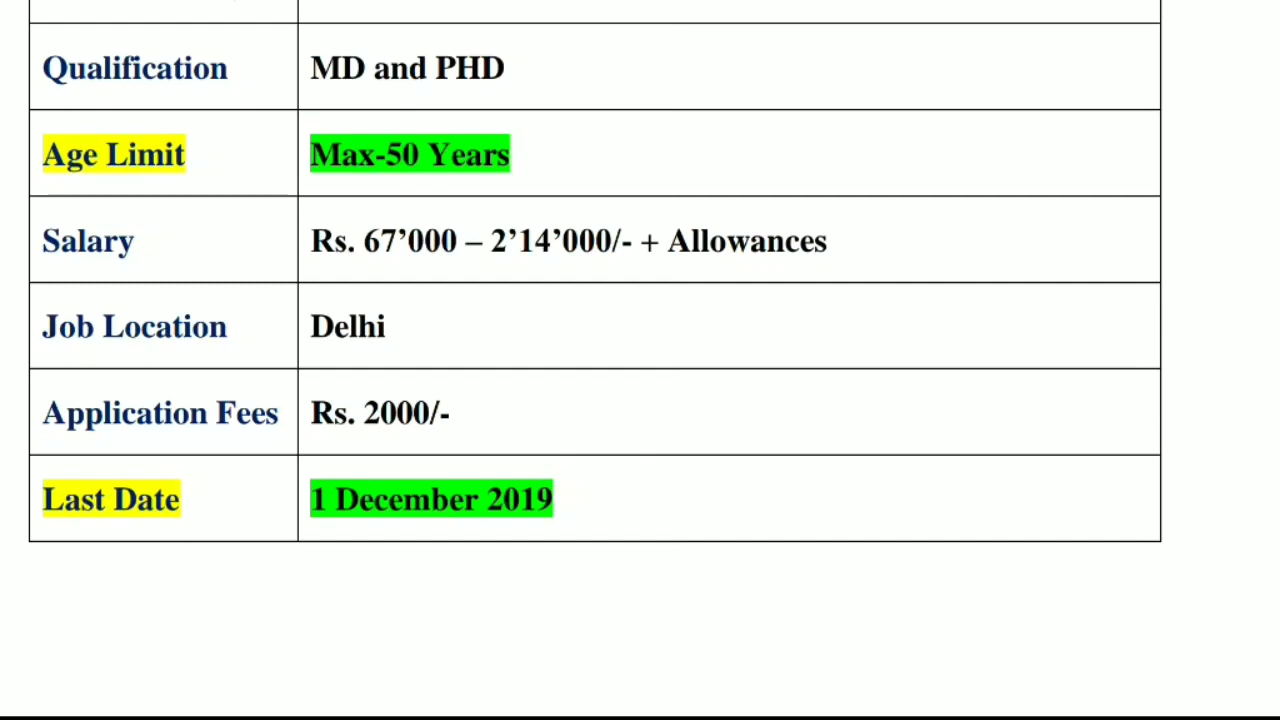 Qualification MD and PHD
Age Limit Max-50 Years
Salary Rs. 67’000 – 2’14’000/- + Allowances
Job Location Delhi
Application Fees Rs. 2000/-
Last Date 1 December 2019